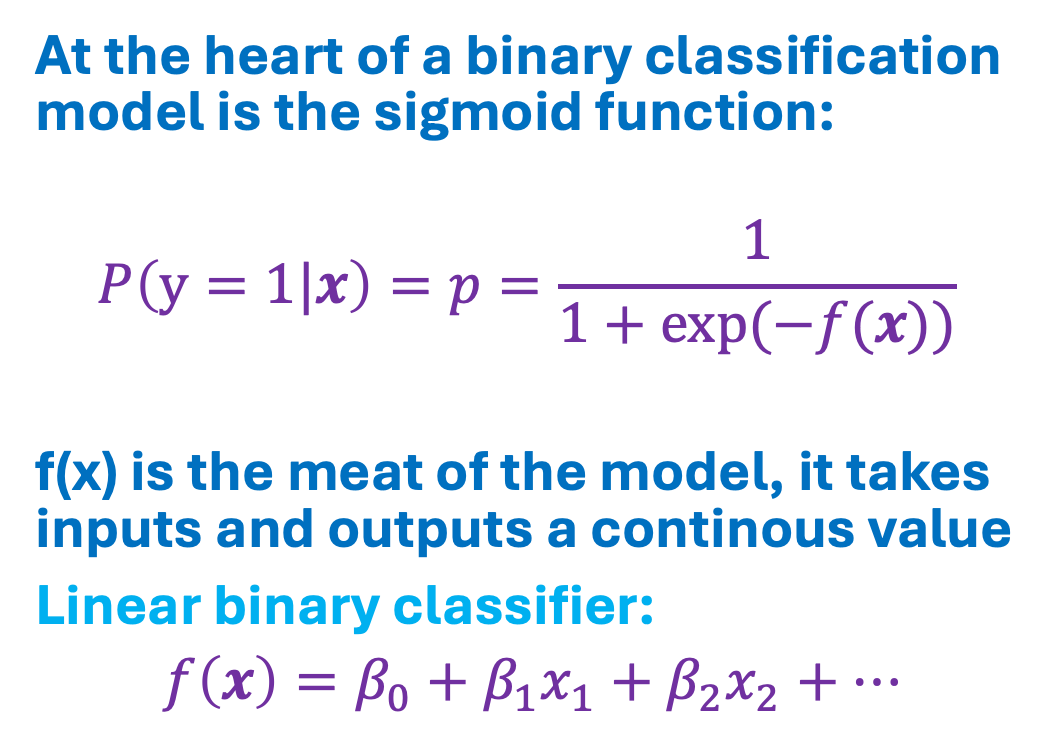 At the heart of a binary classification
model is the sigmoid function:
P(y = 1|x) = p = 1 / (1 + exp(−f(x)))
f(x) is the meat of the model, it takes
inputs and outputs a continous value
Linear binary classifier:
f(x) = β₀ + β₁x₁ + β₂x₂ + ⋯